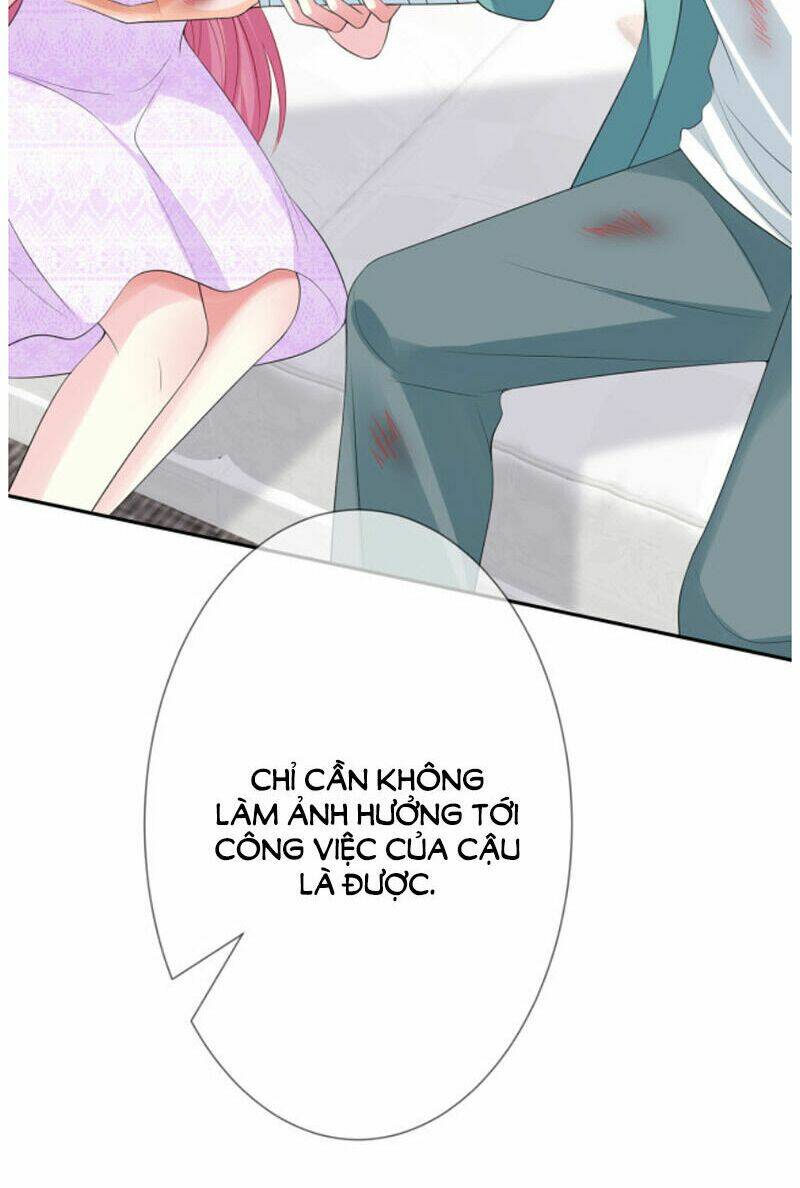 CHỈ CẦN KHÔNG
LÀM ẢNH HƯỞNG TỚI
CÔNG VIỆC CỦA CẬU
LÀ ĐƯỢC.